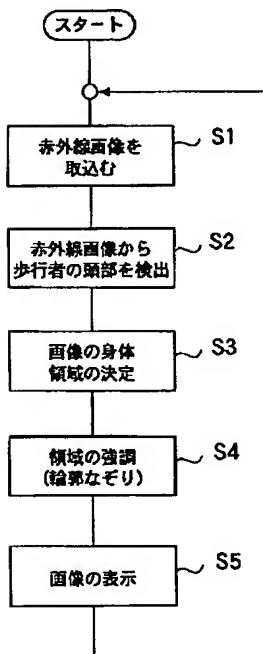 スタート
赤外線画像を
取込む
S1
赤外線画像から
歩行者の頭部を検出
S2
画像の身体
領域の決定
S3
領域の強調
(輪郭なぞり)
S4
画像の表示
S5